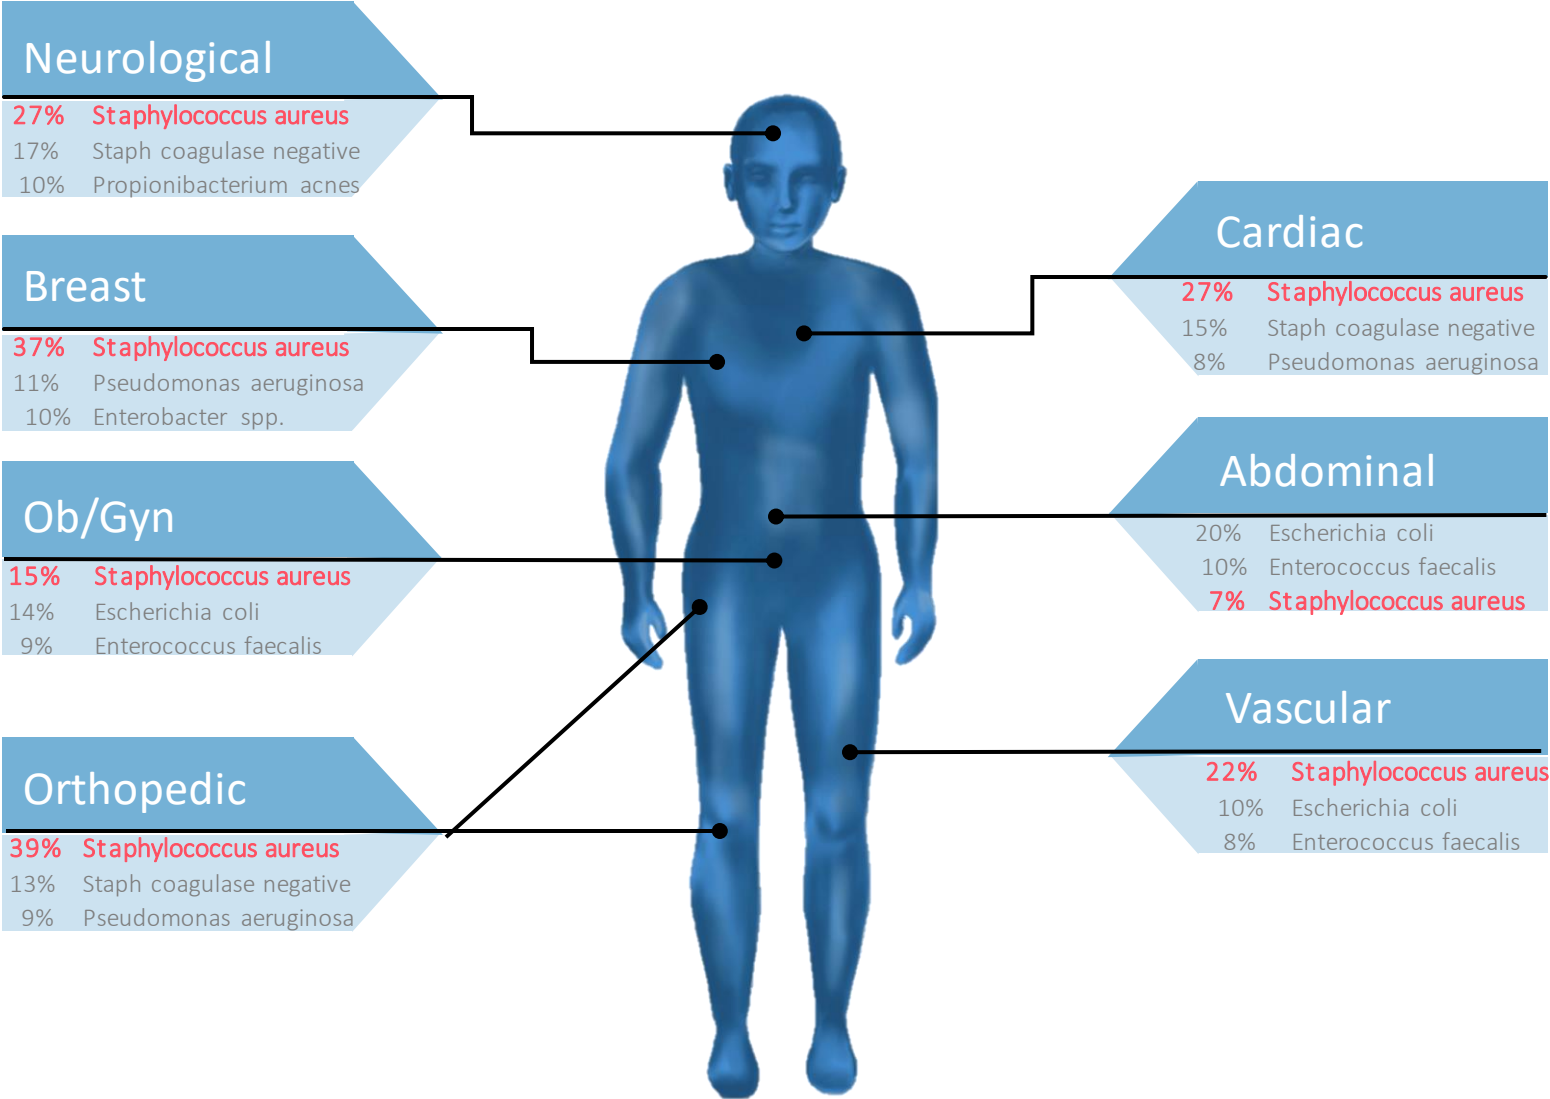 Neurological
27% Staphylococcus aureus
17% Staph coagulase negative
10% Propionibacterium acnes
Breast
37% Staphylococcus aureus
11% Pseudomonas aeruginosa
10% Enterobacter spp.
Ob/Gyn
15% Staphylococcus aureus
14% Escherichia coli
9% Enterococcus faecalis
Orthopedic
39% Staphylococcus aureus
13% Staph coagulase negative
9% Pseudomonas aeruginosa
Cardiac
27% Staphylococcus aureus
15% Staph coagulase negative
8% Pseudomonas aeruginosa
Abdominal
20% Escherichia coli
10% Enterococcus faecalis
7% Staphylococcus aureus
Vascular
22% Staphylococcus aureus
10% Escherichia coli
8% Enterococcus faecalis